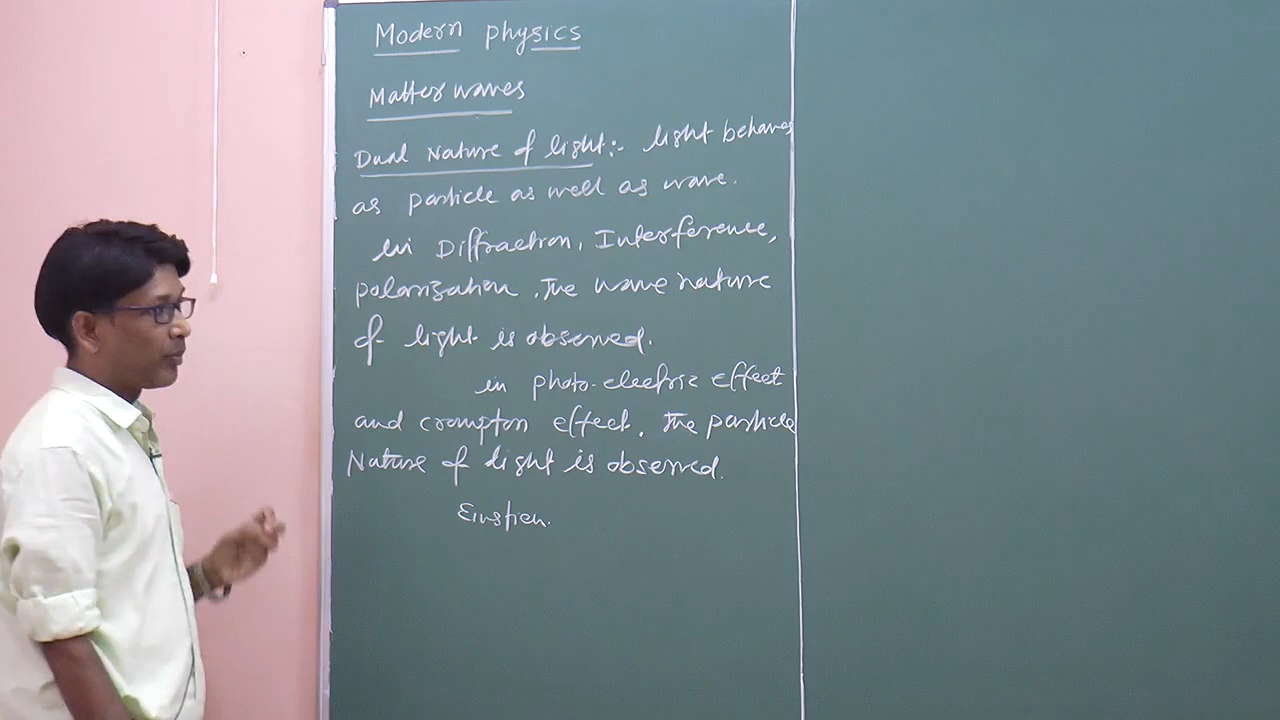 Modern physics
Matter waves
Dual Nature of light:- light behaves
as particle as well as wave.
in Diffraction, Interference,
polarization, the wave nature
of light is observed.
in photo-electric effect
and crompton effect, the particle
Nature of light is observed.
Einstien.